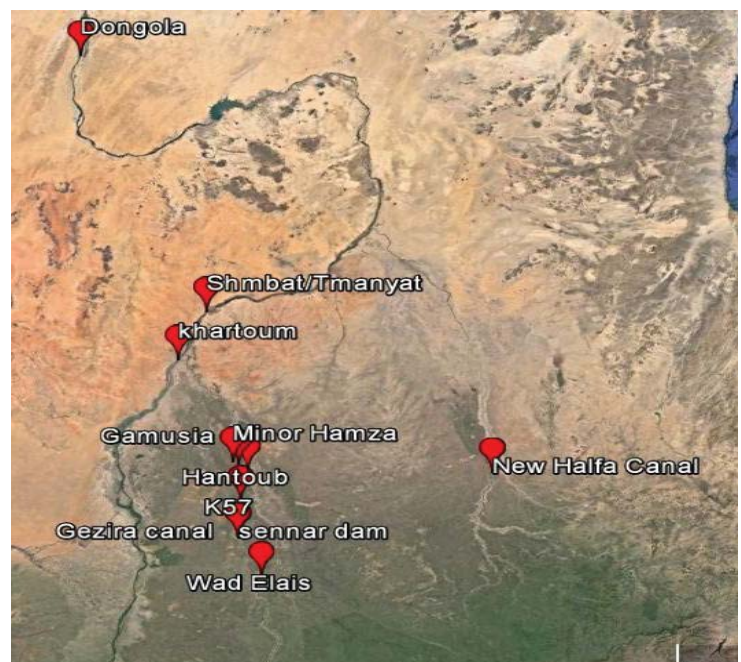 Dongola
Shmbat/Tmanyat
khartoum
Gamusia
Minor Hamza
New Halfa Canal
Hantoub
K57
Gezira canal
sennar dam
Wad Elais